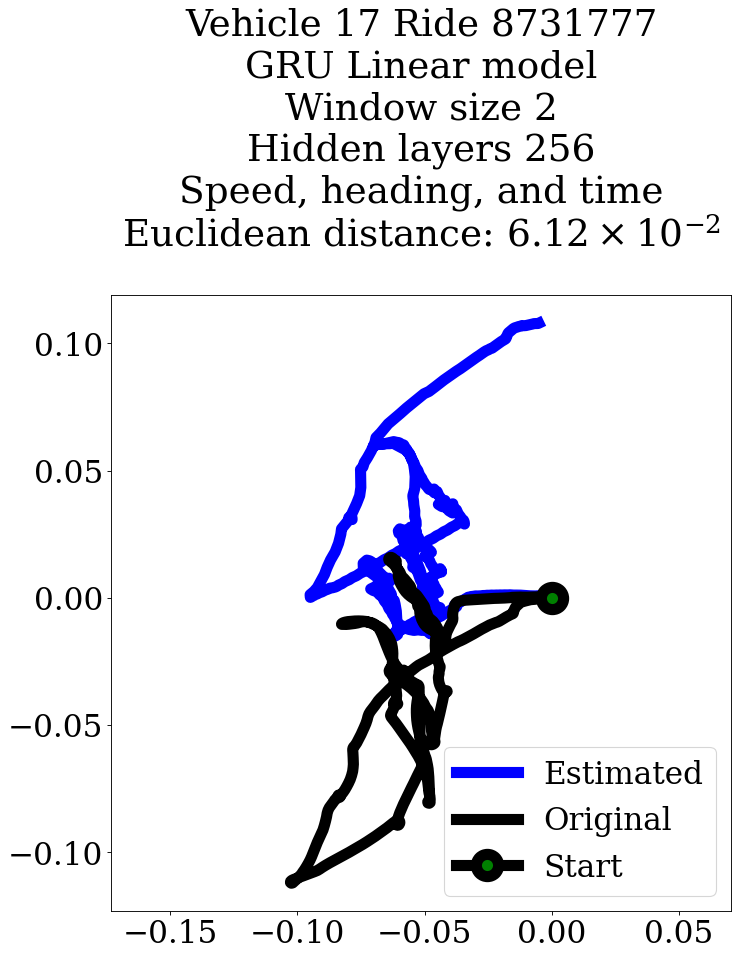 Vehicle 17 Ride 8731777
GRU Linear model
Window size 2
Hidden layers 256
Speed, heading, and time
Euclidean distance: 6.12 × 10⁻²
0.10
0.05
0.00
−0.05
−0.10
Estimated
Original
Start
−0.15 −0.10 −0.05 0.00 0.05